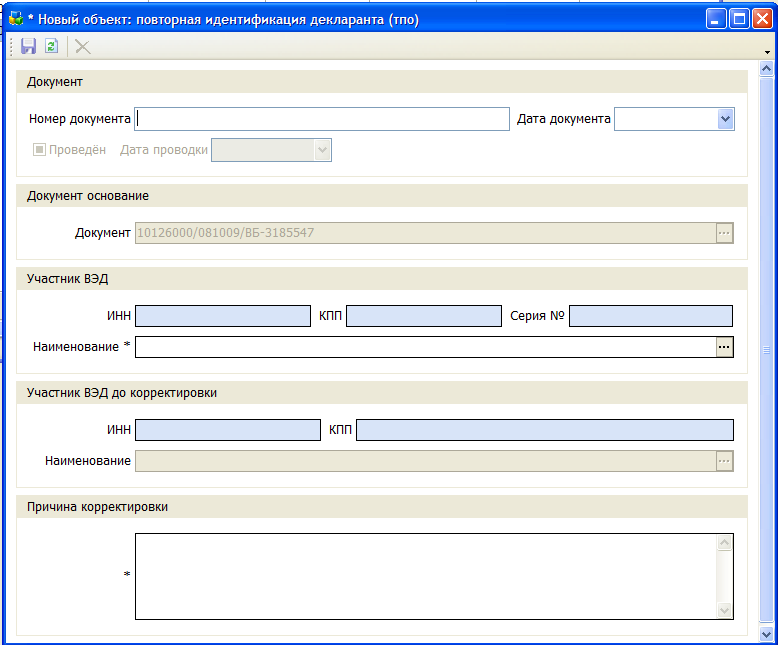 * Новый объект: повторная идентификация декларанта (тпо)
Документ
Номер документа Дата документа
Проведён Дата проводки
Документ основание
Документ 10126000/081009/ВБ-3185547
Участник ВЭД
ИНН КПП Серия №
Наименование *
Участник ВЭД до корректировки
ИНН КПП
Наименование
Причина корректировки
*